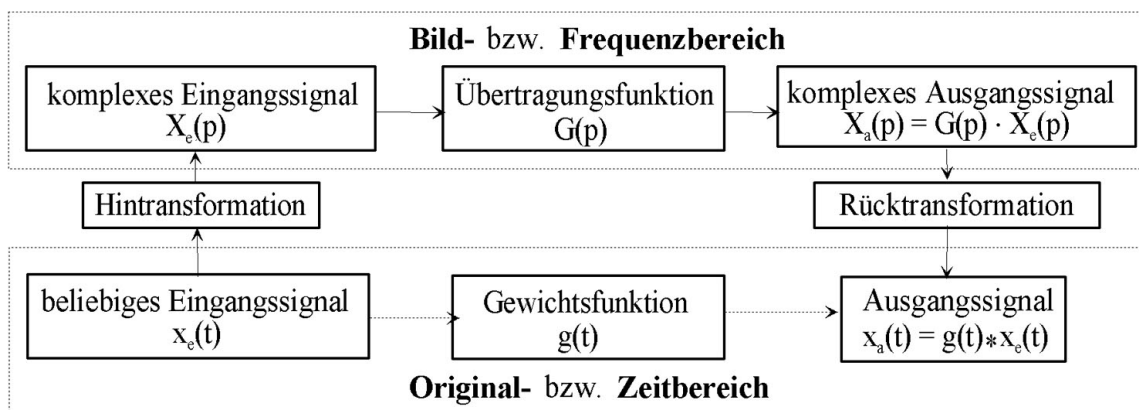 Bild- bzw. Frequenzbereich
komplexes Eingangssignal
Xₑ(p)
Übertragungsfunktion
G(p)
komplexes Ausgangssignal
Xₐ(p) = G(p) · Xₑ(p)
Hintransformation
Rücktransformation
beliebiges Eingangssignal
xₑ(t)
Gewichtsfunktion
g(t)
Ausgangssignal
xₐ(t) = g(t)*xₑ(t)
Original- bzw. Zeitbereich